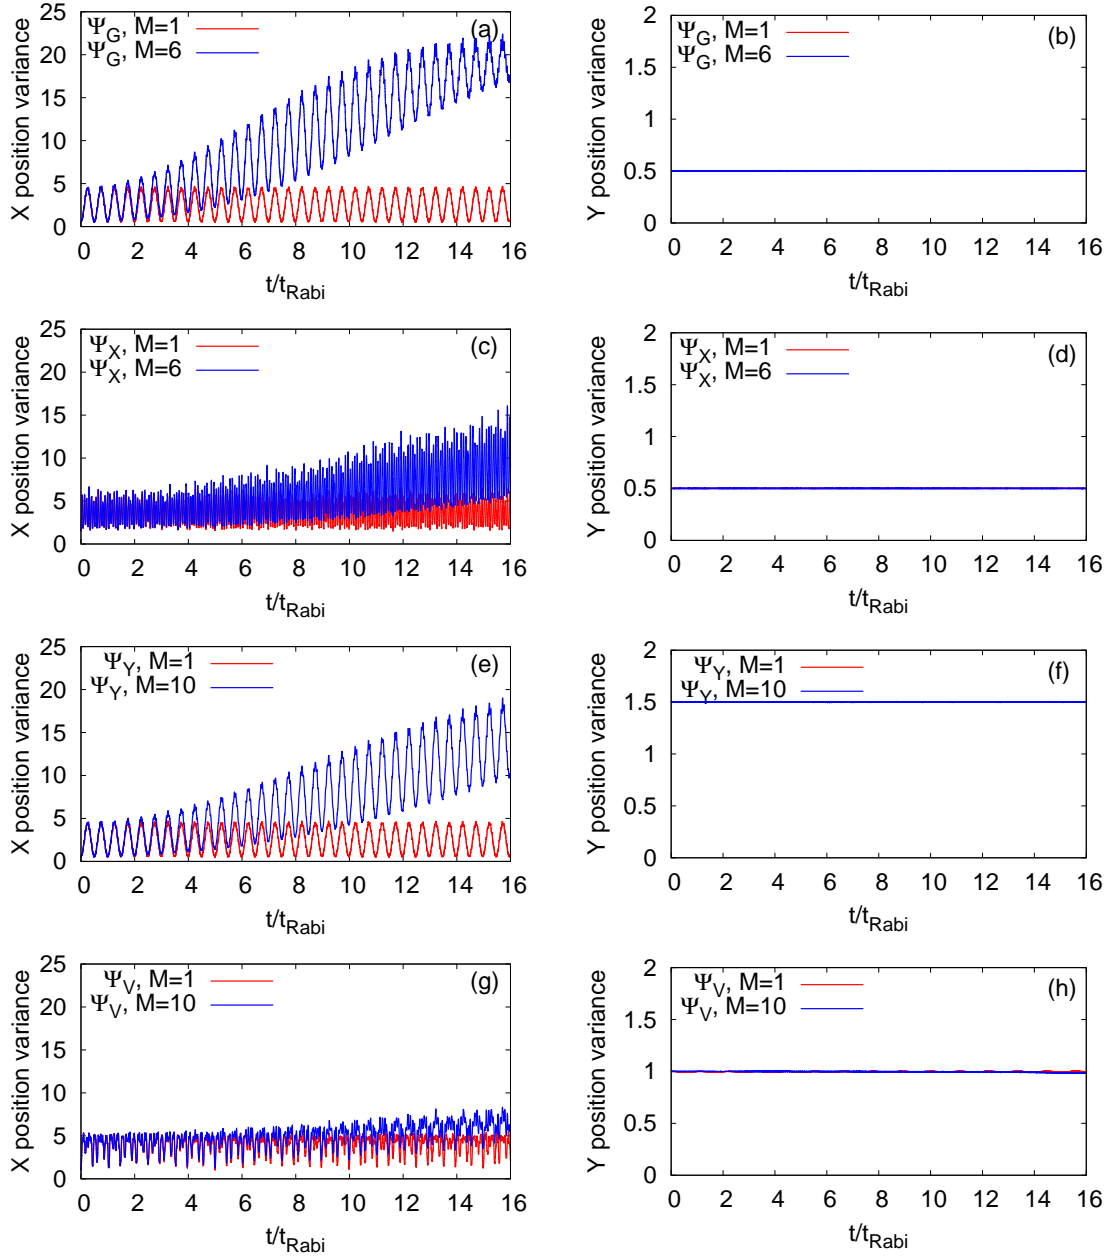 Ψ_G, M=1
Ψ_G, M=6
(a)
X position variance
25
20
15
10
5
0
0 2 4 6 8 10 12 14 16
t/t_Rabi
Ψ_G, M=1
Ψ_G, M=6
(b)
Y position variance
2
1.5
1
0.5
0
0 2 4 6 8 10 12 14 16
t/t_Rabi
Ψ_X, M=1
Ψ_X, M=6
(c)
X position variance
25
20
15
10
5
0
0 2 4 6 8 10 12 14 16
t/t_Rabi
Ψ_X, M=1
Ψ_X, M=6
(d)
Y position variance
2
1.5
1
0.5
0
0 2 4 6 8 10 12 14 16
t/t_Rabi
Ψ_Y, M=1
Ψ_Y, M=10
(e)
X position variance
25
20
15
10
5
0
0 2 4 6 8 10 12 14 16
t/t_Rabi
Ψ_Y, M=1
Ψ_Y, M=10
(f)
Y position variance
2
1.5
1
0.5
0
0 2 4 6 8 10 12 14 16
t/t_Rabi
Ψ_V, M=1
Ψ_V, M=10
(g)
X position variance
25
20
15
10
5
0
0 2 4 6 8 10 12 14 16
t/t_Rabi
Ψ_V, M=1
Ψ_V, M=10
(h)
Y position variance
2
1.5
1
0.5
0
0 2 4 6 8 10 12 14 16
t/t_Rabi